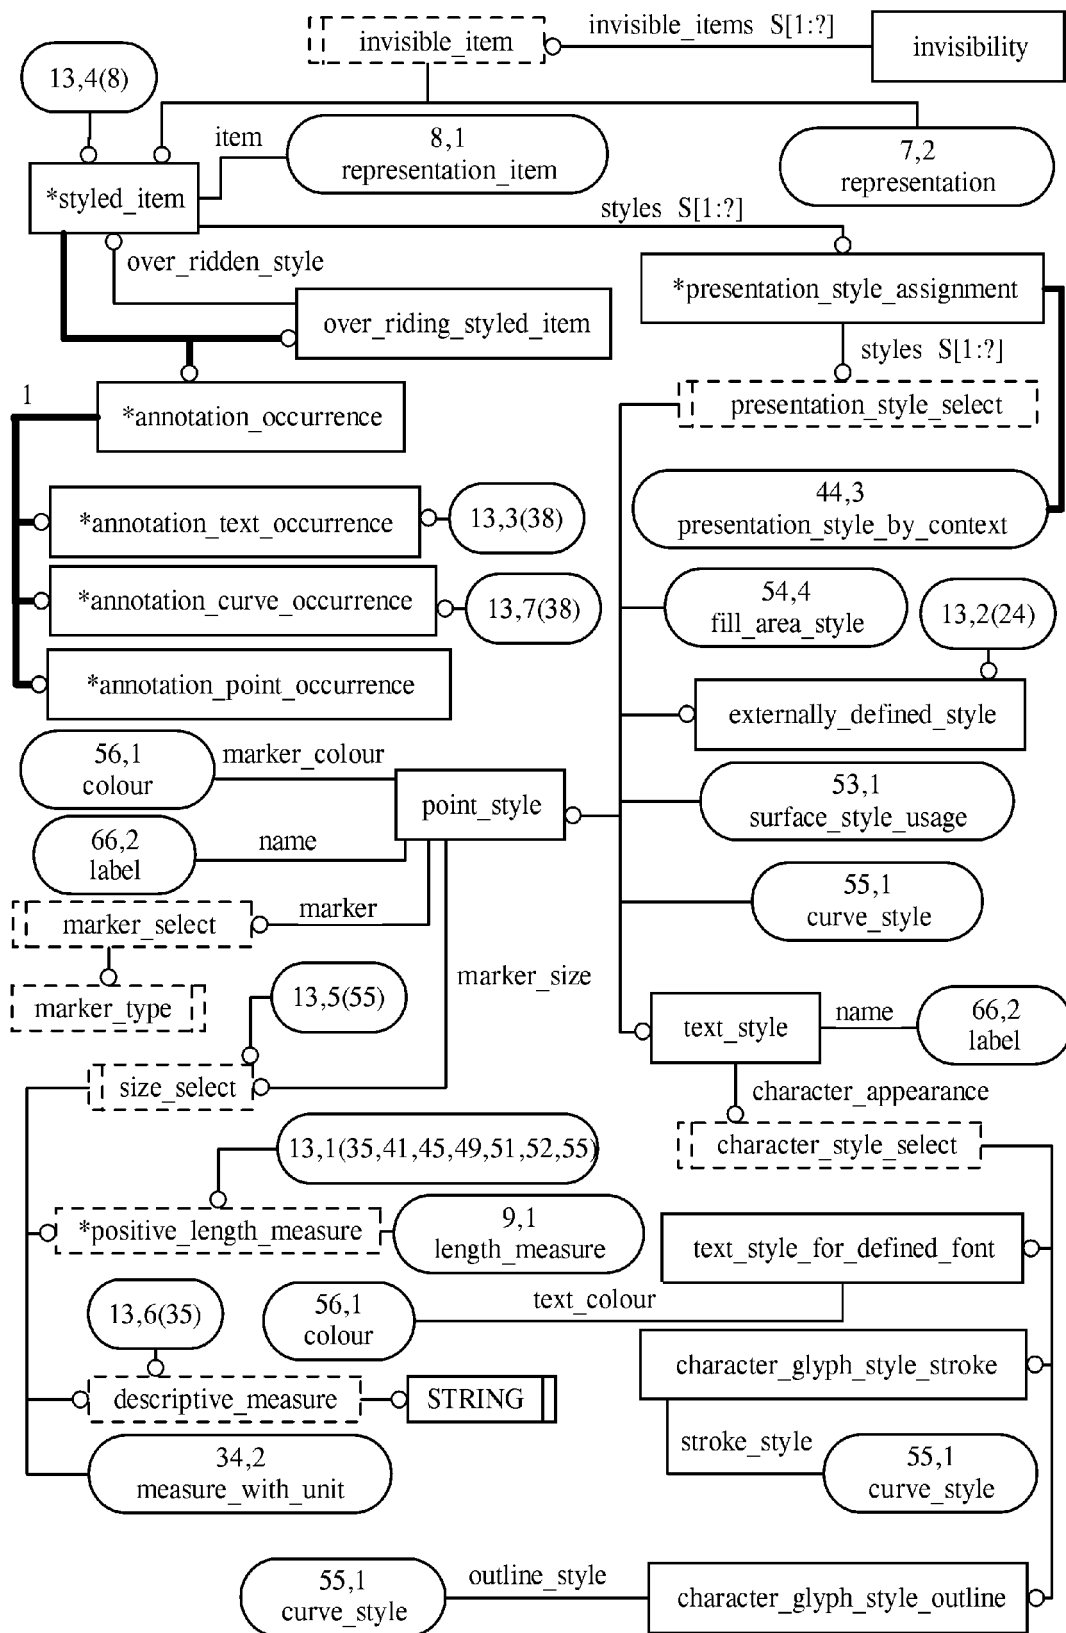 invisible_item
invisible_items S[1:?]
invisibility
13,4(8)
item
8,1
representation_item
7,2
representation
*styled_item
styles S[1:?]
over_ridden_style
*presentation_style_assignment
over_riding_styled_item
styles S[1:?]
1
*annotation_occurrence
presentation_style_select
*annotation_text_occurrence
13,3(38)
44,3
presentation_style_by_context
*annotation_curve_occurrence
13,7(38)
54,4
fill_area_style
13,2(24)
*annotation_point_occurrence
externally_defined_style
56,1
colour
marker_colour
point_style
53,1
surface_style_usage
66,2
label
name
55,1
curve_style
marker_select
marker
marker_size
marker_type
13,5(55)
text_style
name
66,2
label
size_select
character_appearance
13,1(35,41,45,49,51,52,55)
character_style_select
*positive_length_measure
9,1
length_measure
text_style_for_defined_font
13,6(35)
56,1
colour
text_colour
descriptive_measure
STRING
character_glyph_style_stroke
34,2
measure_with_unit
stroke_style
55,1
curve_style
55,1
curve_style
outline_style
character_glyph_style_outline